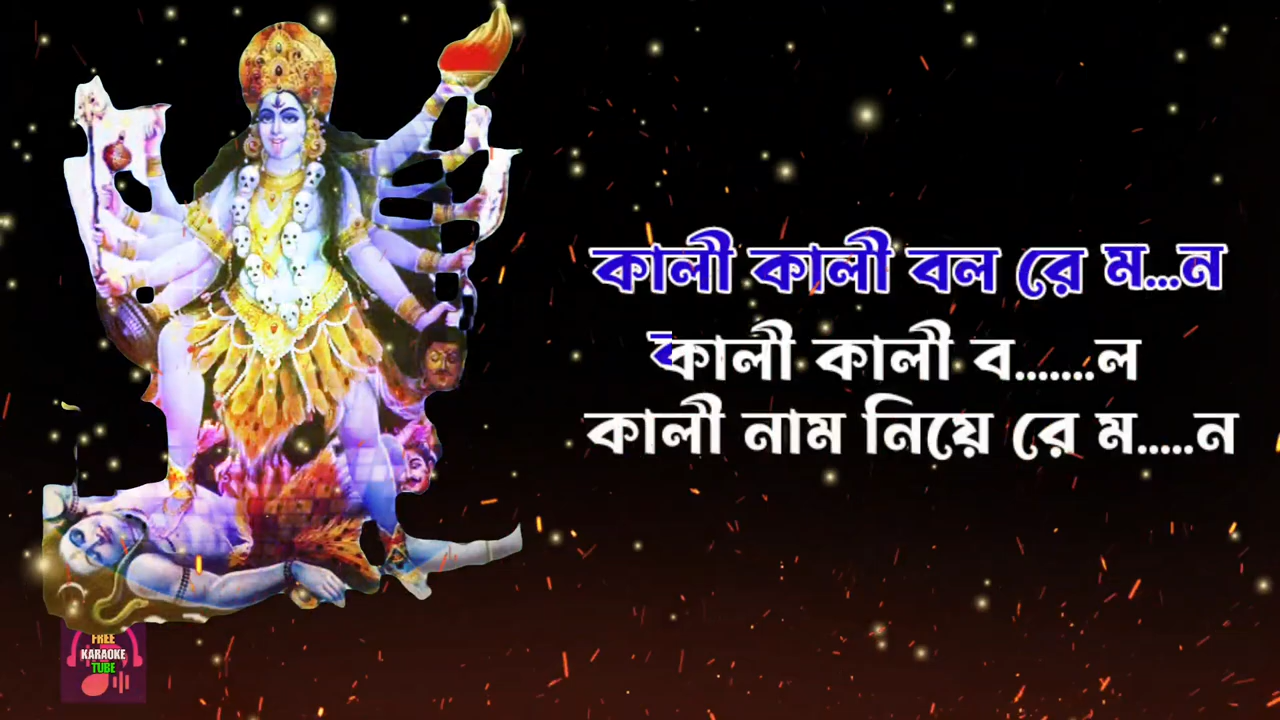 কালী কালী বল রে ম...ন
কালী কালী ব.......ল
কালী নাম নিয়ে রে ম.....ন
FREE
KARAOKE
TUBE